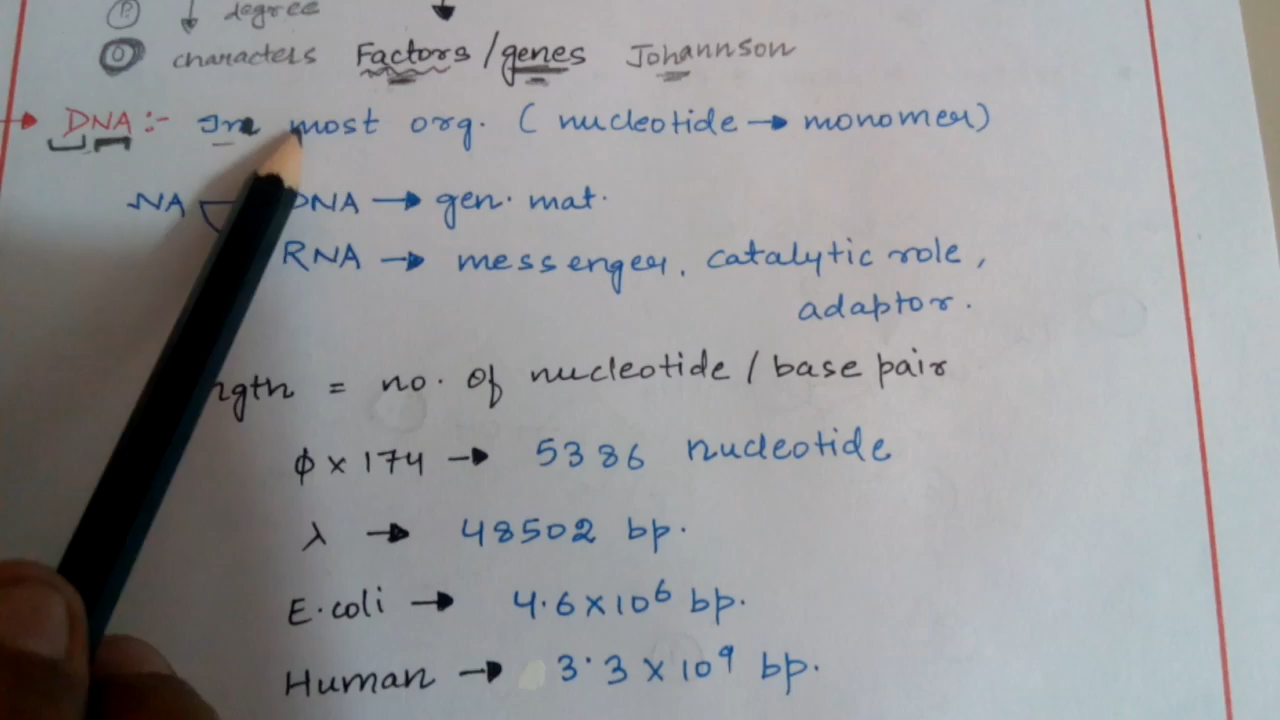 P ↓ degree ↓
O characters Factors/genes Johannson
→ DNA :- In most org. (nucleotide → monomer)
NA DNA → gen. mat.
RNA → messenger, catalytic role,
adaptor.
ngth = no. of nucleotide / base pair
φ x 174 → 5386 nucleotide
λ → 48502 bp.
E.coli → 4.6 x 10⁶ bp.
Human → 3.3 x 10⁹ bp.